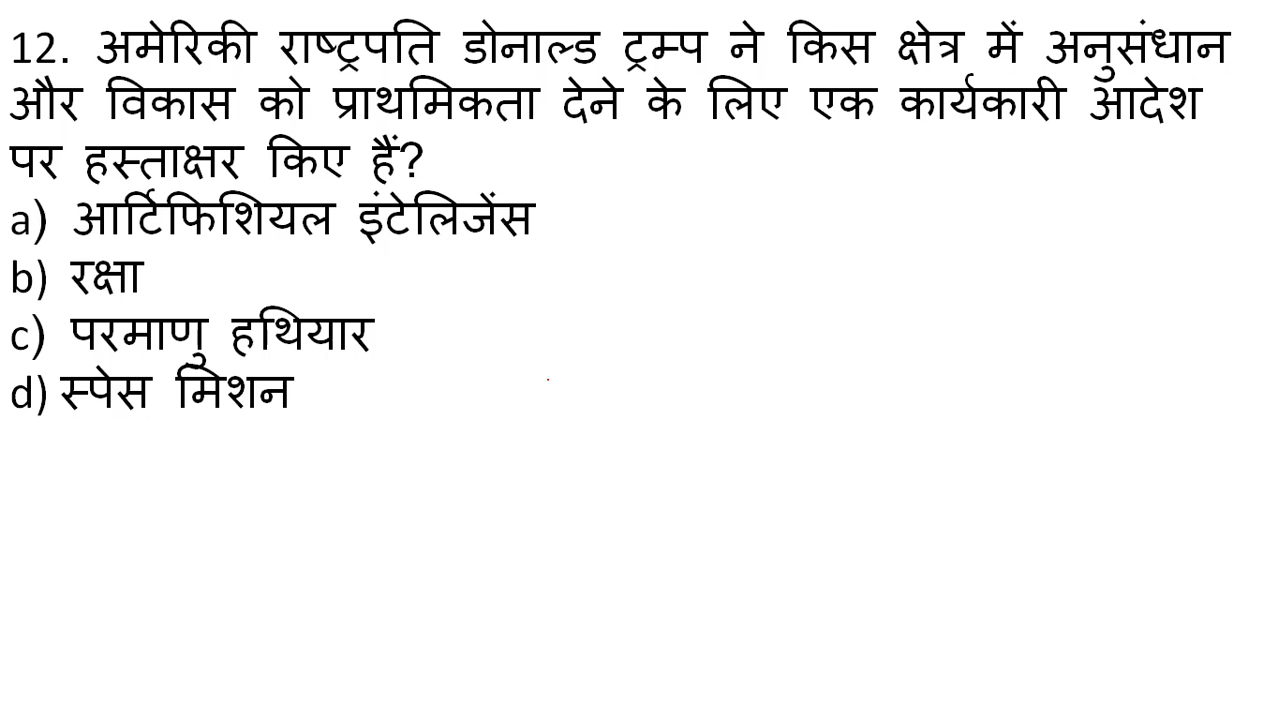 12. अमेरिकी राष्ट्रपति डोनाल्ड ट्रम्प ने किस क्षेत्र में अनुसंधान
और विकास को प्राथमिकता देने के लिए एक कार्यकारी आदेश
पर हस्ताक्षर किए हैं?
a) आर्टिफिशियल इंटेलिजेंस
b) रक्षा
c) परमाणु हथियार
d) स्पेस मिशन